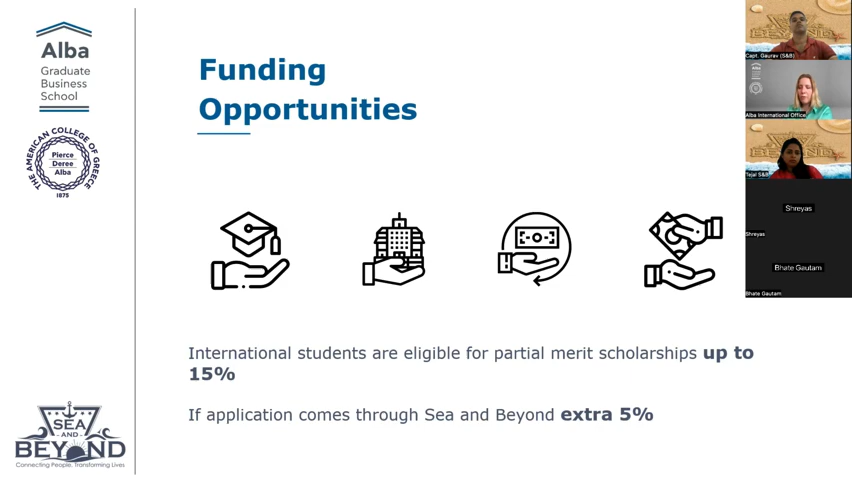 Alba
Graduate
Business
School
THE AMERICAN COLLEGE OF GREECE
Pierce
Deree
Alba
1875
Funding
Opportunities
International students are eligible for partial merit scholarships up to
15%
If application comes through Sea and Beyond extra 5%
SEA
-AND-
BEYOND
Connecting People, Transforming Lives
Capt. Gaurav (S&B)
Alba
Alba International Office
Tejal S&B
Shreyas
Shreyas
Bhate Gautam
Bhate Gautam